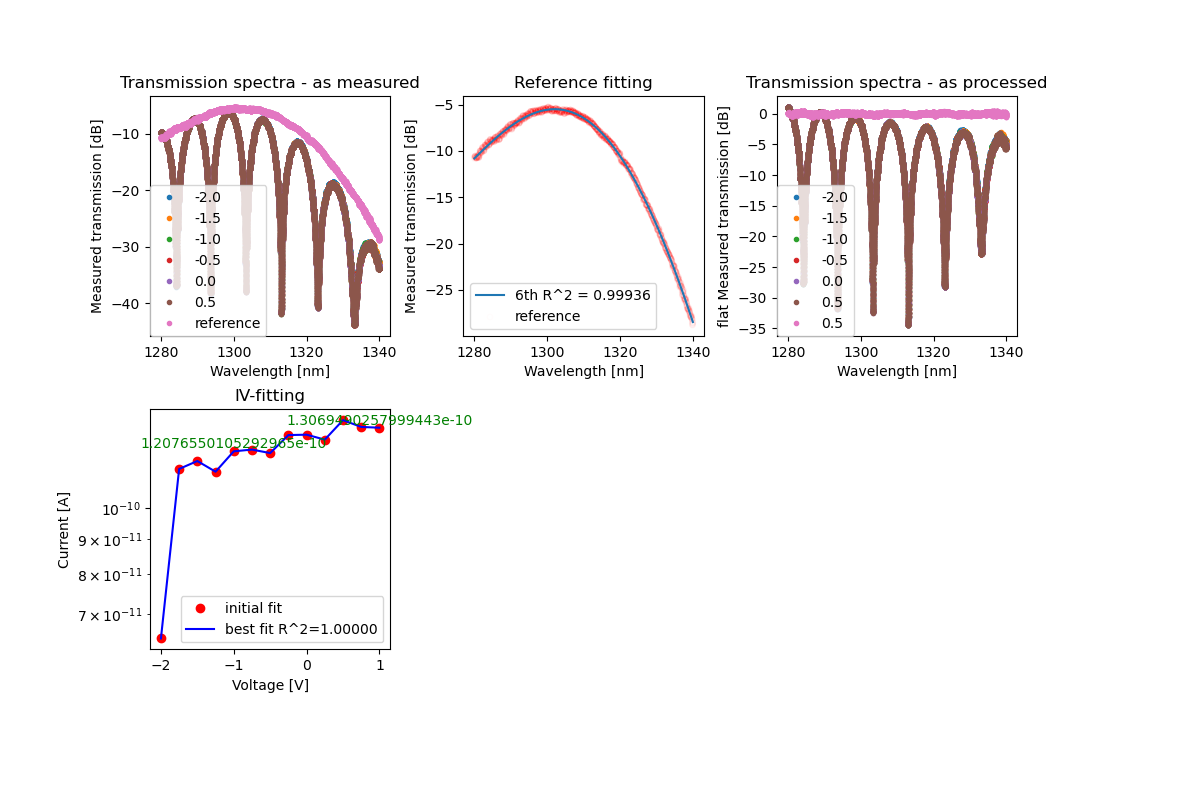 Transmission spectra - as measured
Measured transmission [dB]
−10
−20
−30
−40
-2.0
-1.5
-1.0
-0.5
0.0
0.5
reference
1280 1300 1320 1340
Wavelength [nm]
Reference fitting
Measured transmission [dB]
−5
−10
−15
−20
−25
6th R^2 = 0.99936
reference
1280 1300 1320 1340
Wavelength [nm]
Transmission spectra - as processed
flat Measured transmission [dB]
0
−5
−10
−15
−20
−25
−30
−35
-2.0
-1.5
-1.0
-0.5
0.0
0.5
0.5
1280 1300 1320 1340
Wavelength [nm]
IV-fitting
Current [A]
10⁻¹⁰
9 × 10⁻¹¹
8 × 10⁻¹¹
7 × 10⁻¹¹
initial fit
best fit R^2=1.00000
−2 −1 0 1
Voltage [V]